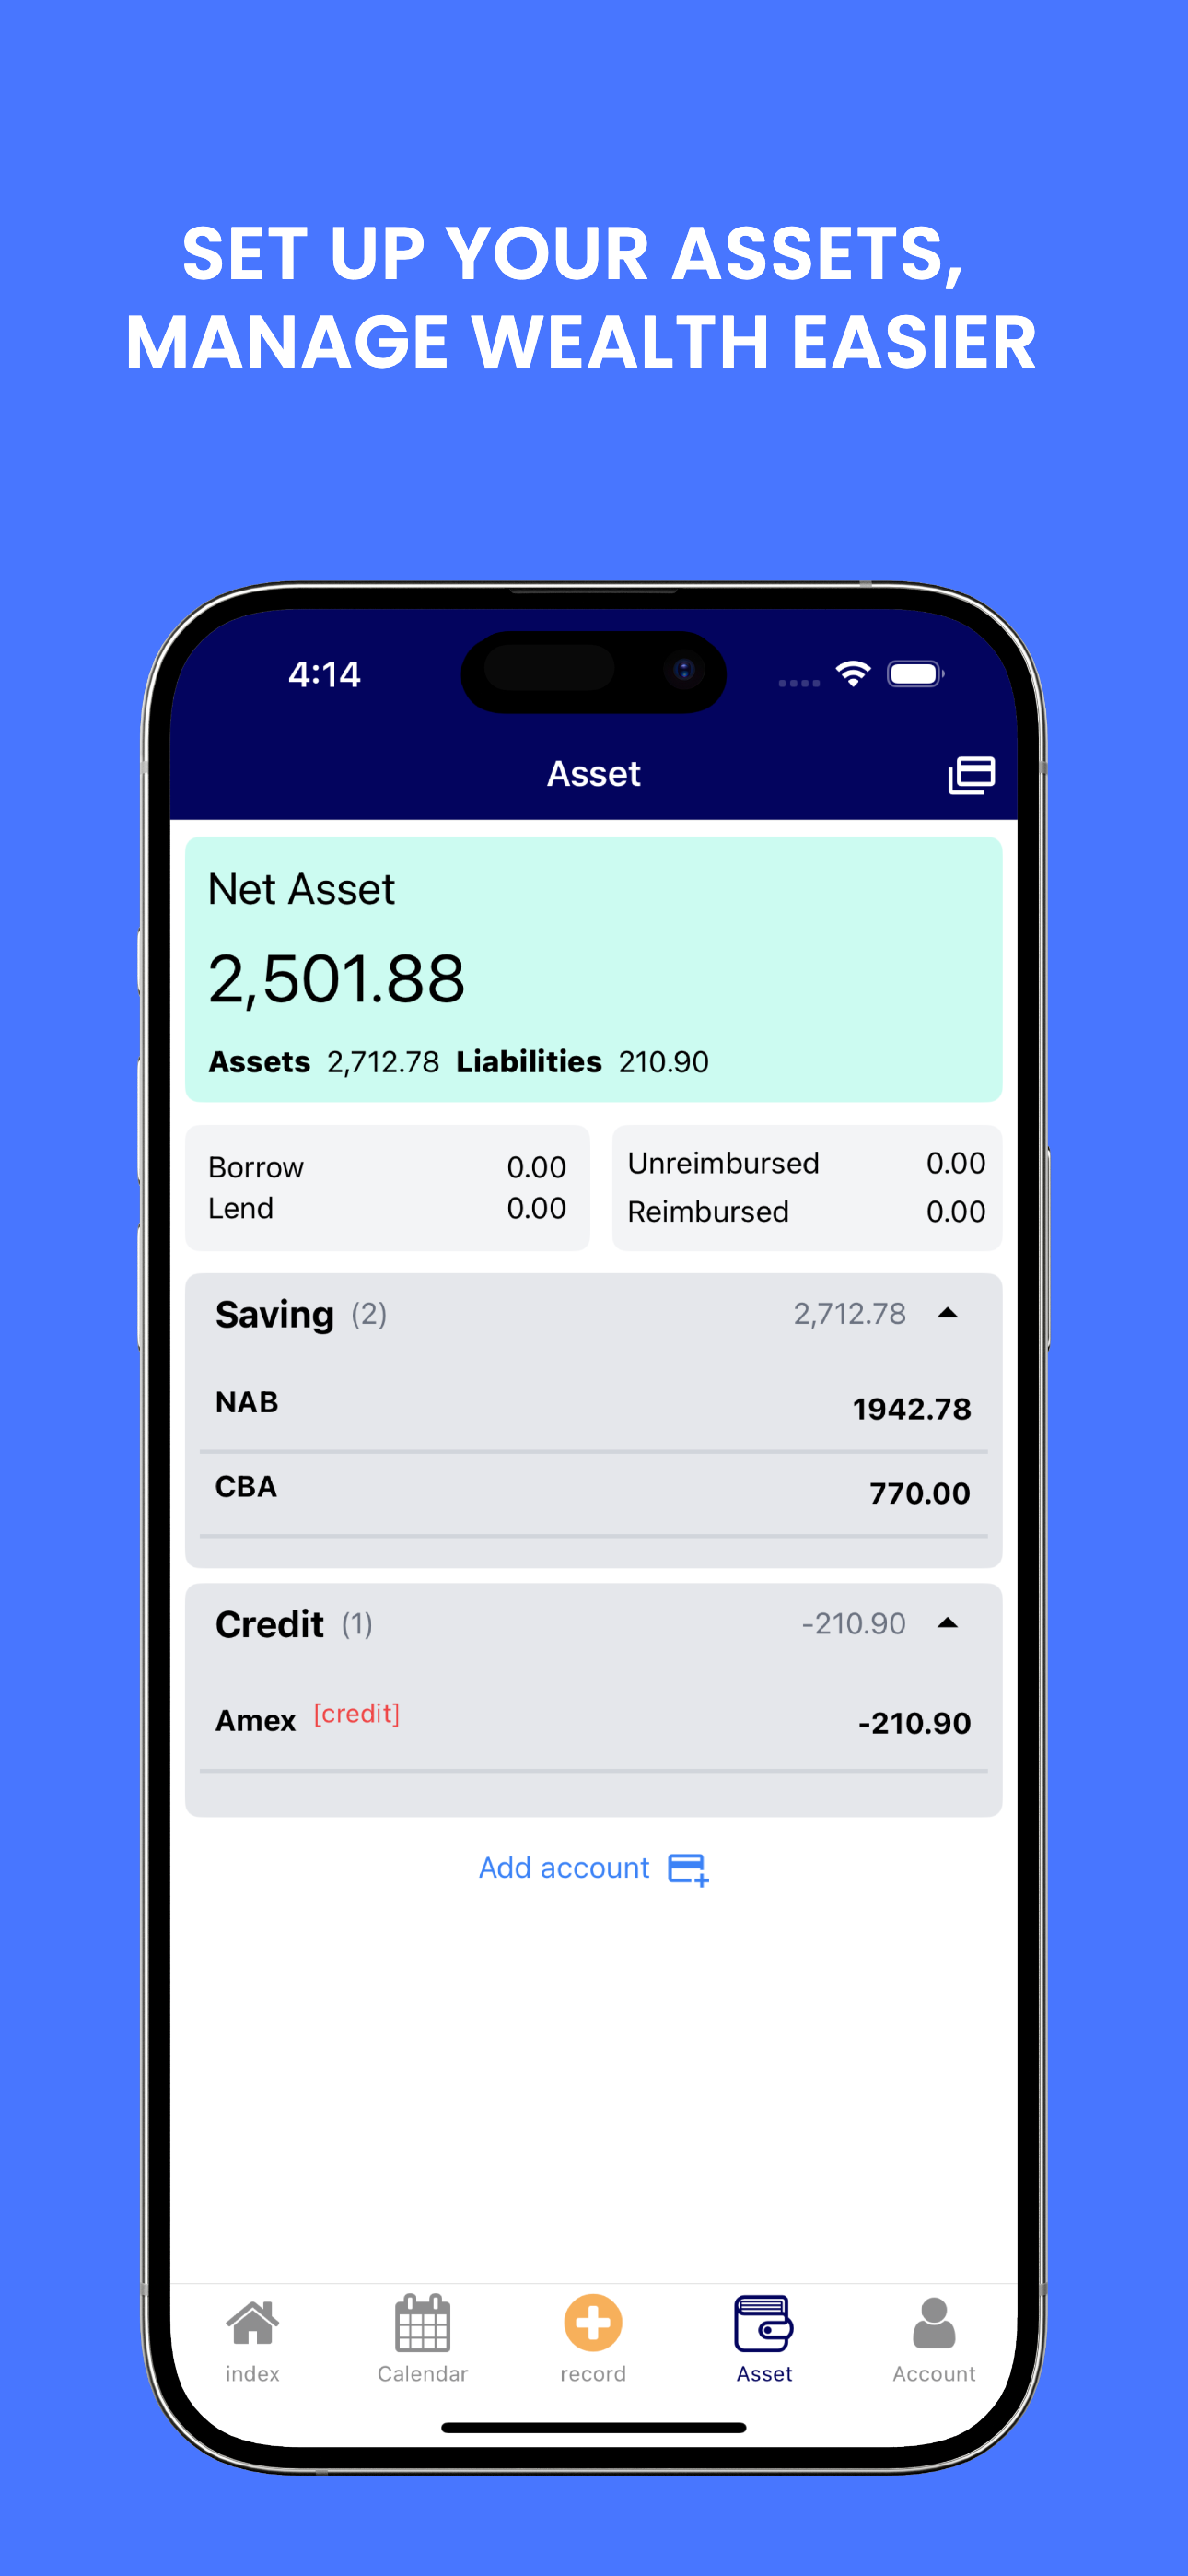 SET UP YOUR ASSETS,
MANAGE WEALTH EASIER
4:14
Asset
Net Asset
2,501.88
Assets 2,712.78 Liabilities 210.90
Borrow 0.00
Lend 0.00
Unreimbursed 0.00
Reimbursed 0.00
Saving (2) 2,712.78
NAB 1942.78
CBA 770.00
Credit (1) -210.90
Amex [credit] -210.90
Add account
index Calendar record Asset Account